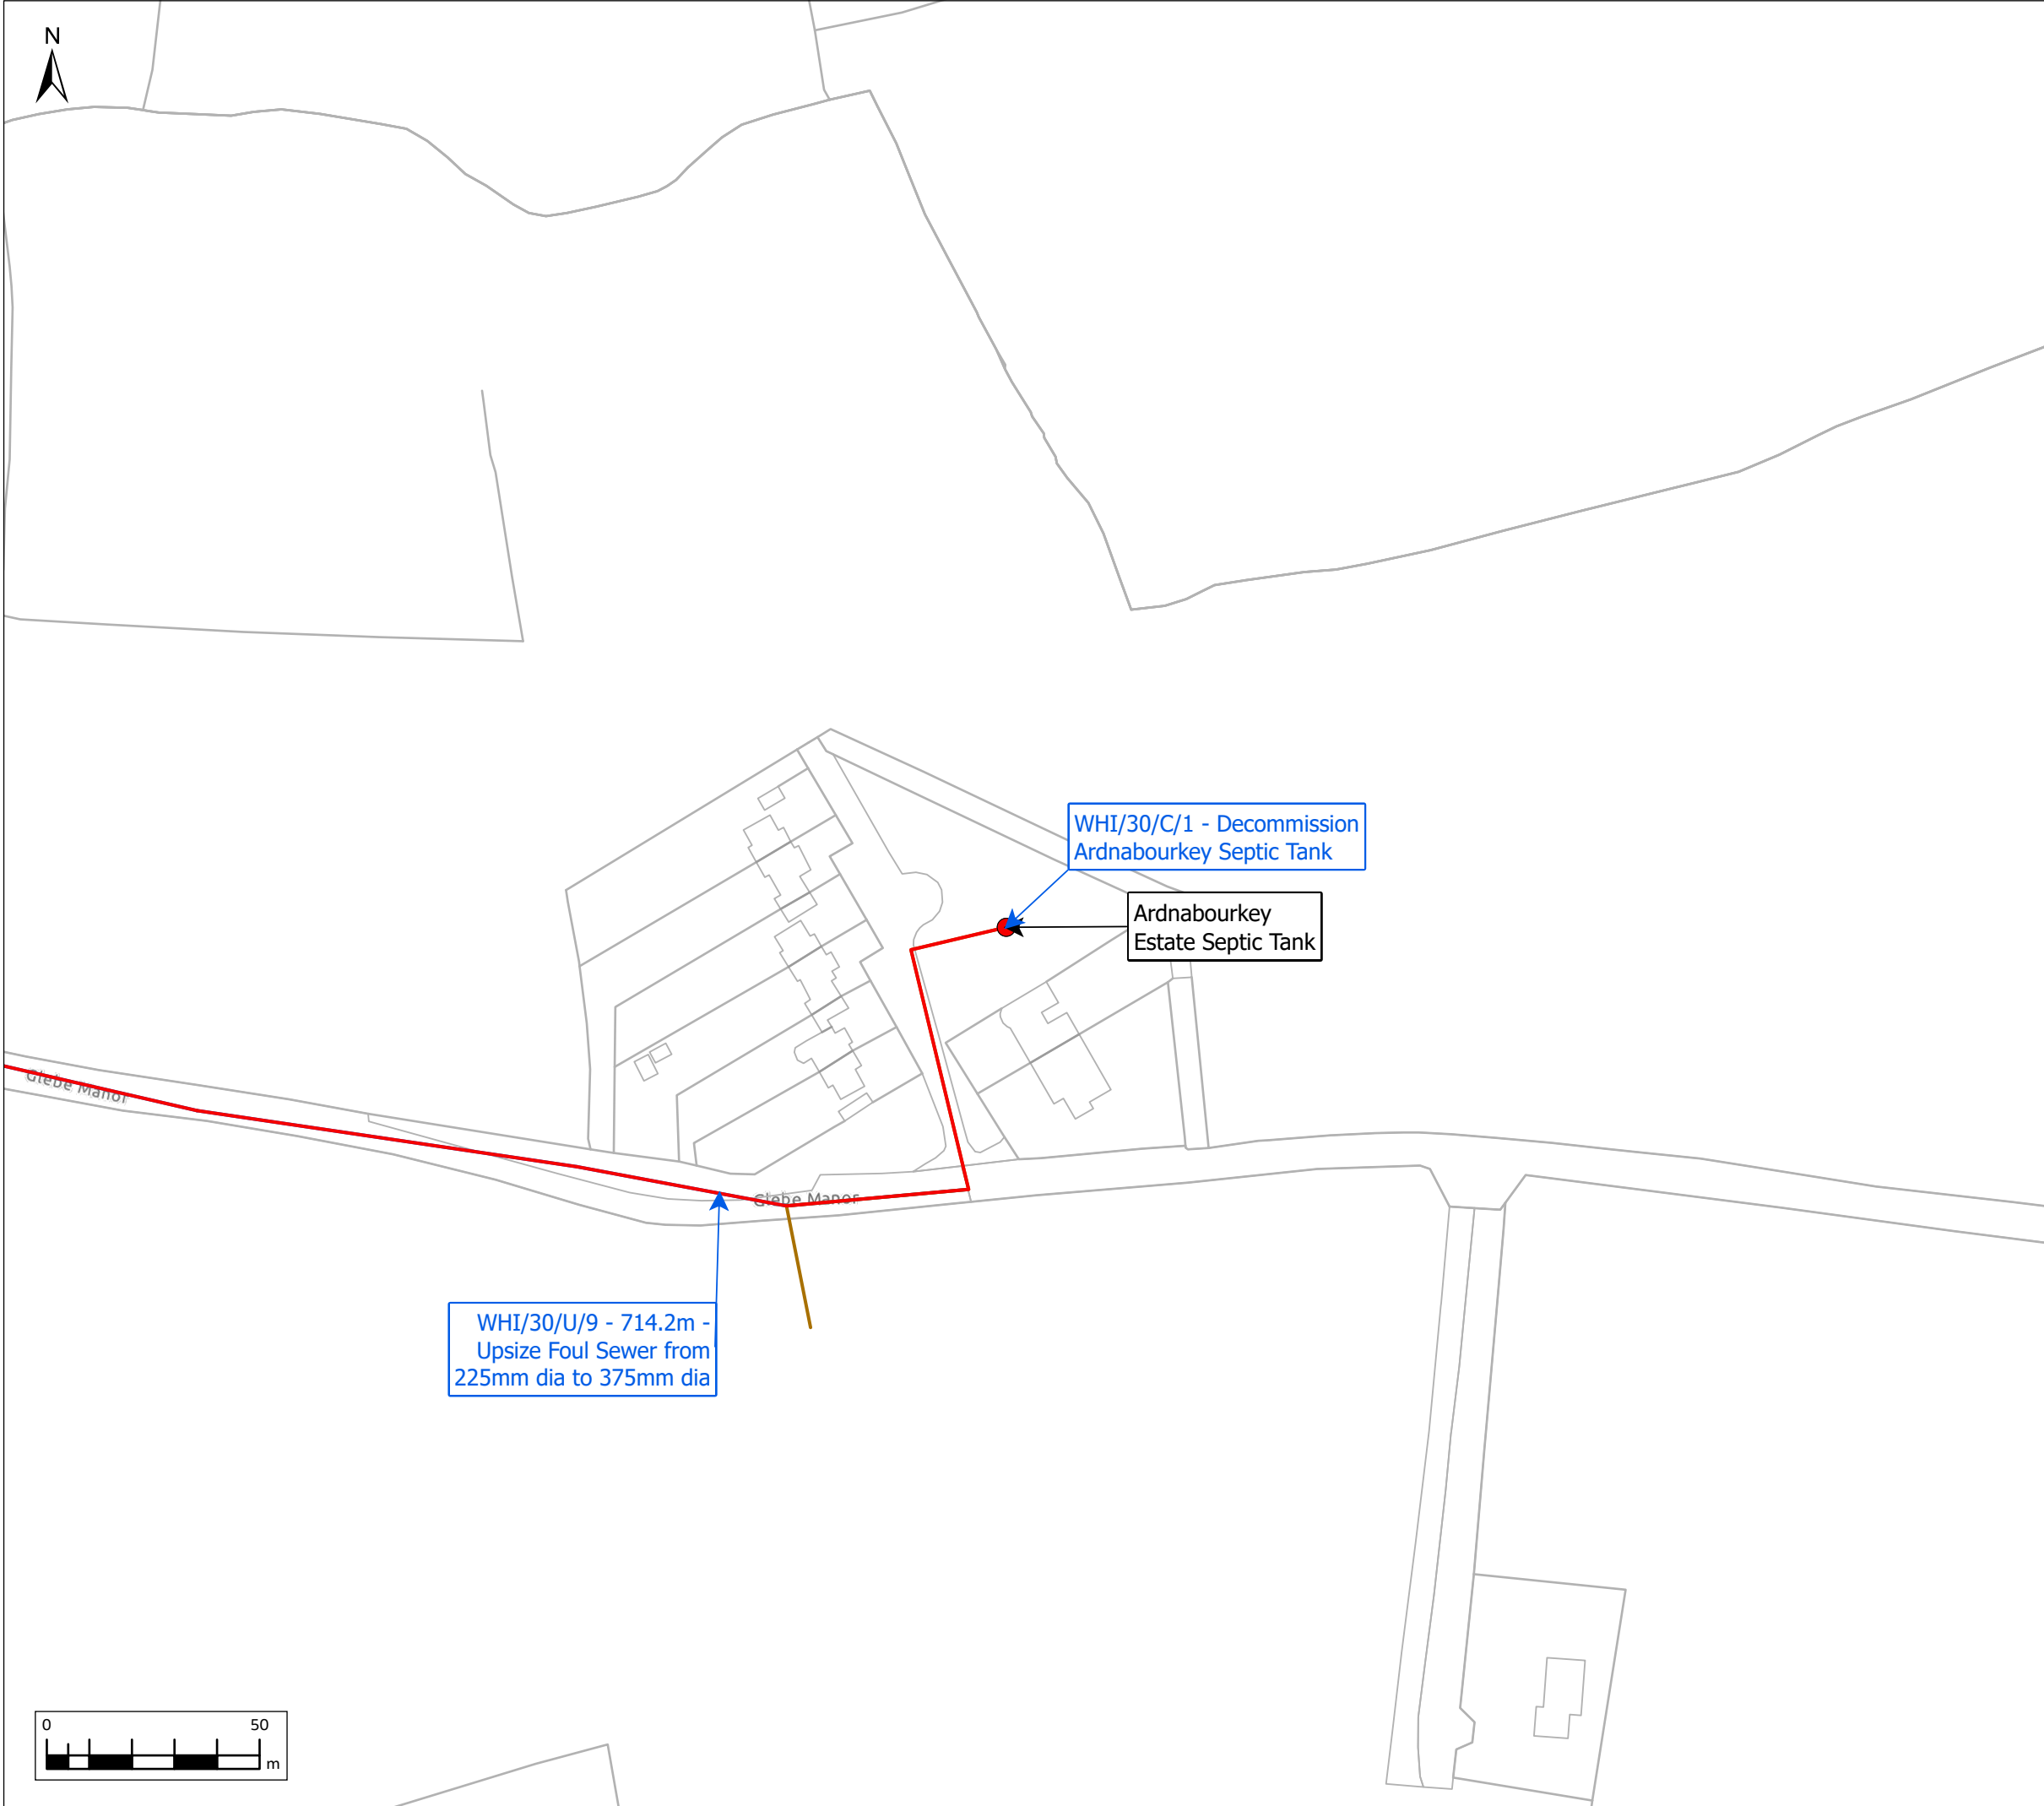 N
WHI/30/C/1 - Decommission
Ardnabourkey Septic Tank
Ardnabourkey
Estate Septic Tank
Glebe Manor
Glebe Manor
WHI/30/U/9 - 714.2m -
Upsize Foul Sewer from
225mm dia to 375mm dia
0 50
m